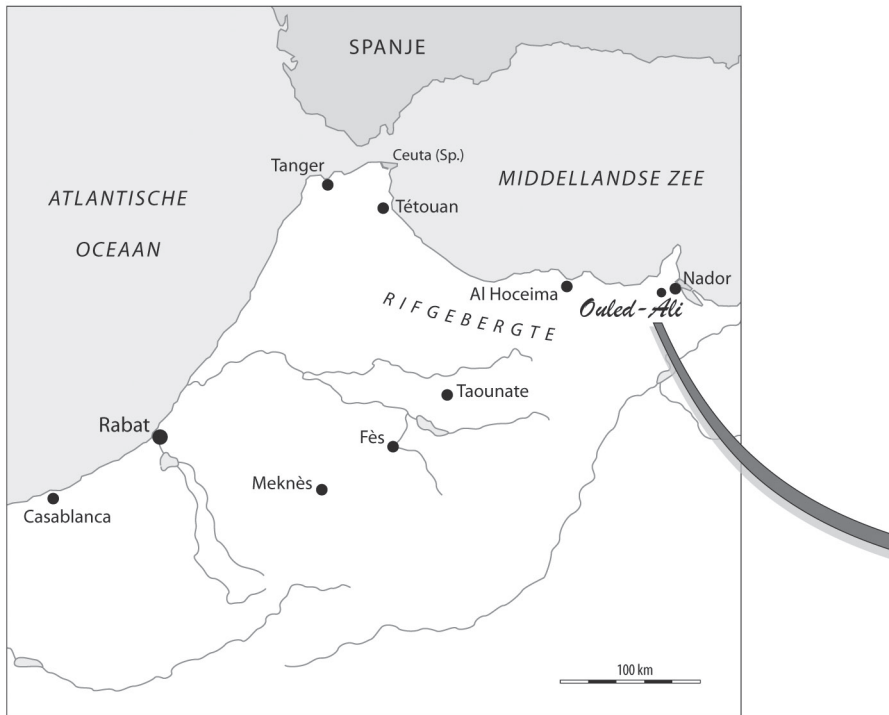 SPANJE
Ceuta (Sp.)
Tanger
MIDDELLANDSE ZEE
ATLANTISCHE
OCEAAN
Tétouan
Nador
Al Hoceima
Ouled-Ali
RIFGEBERGTE
Taounate
Rabat
Fès
Meknès
Casablanca
100 km